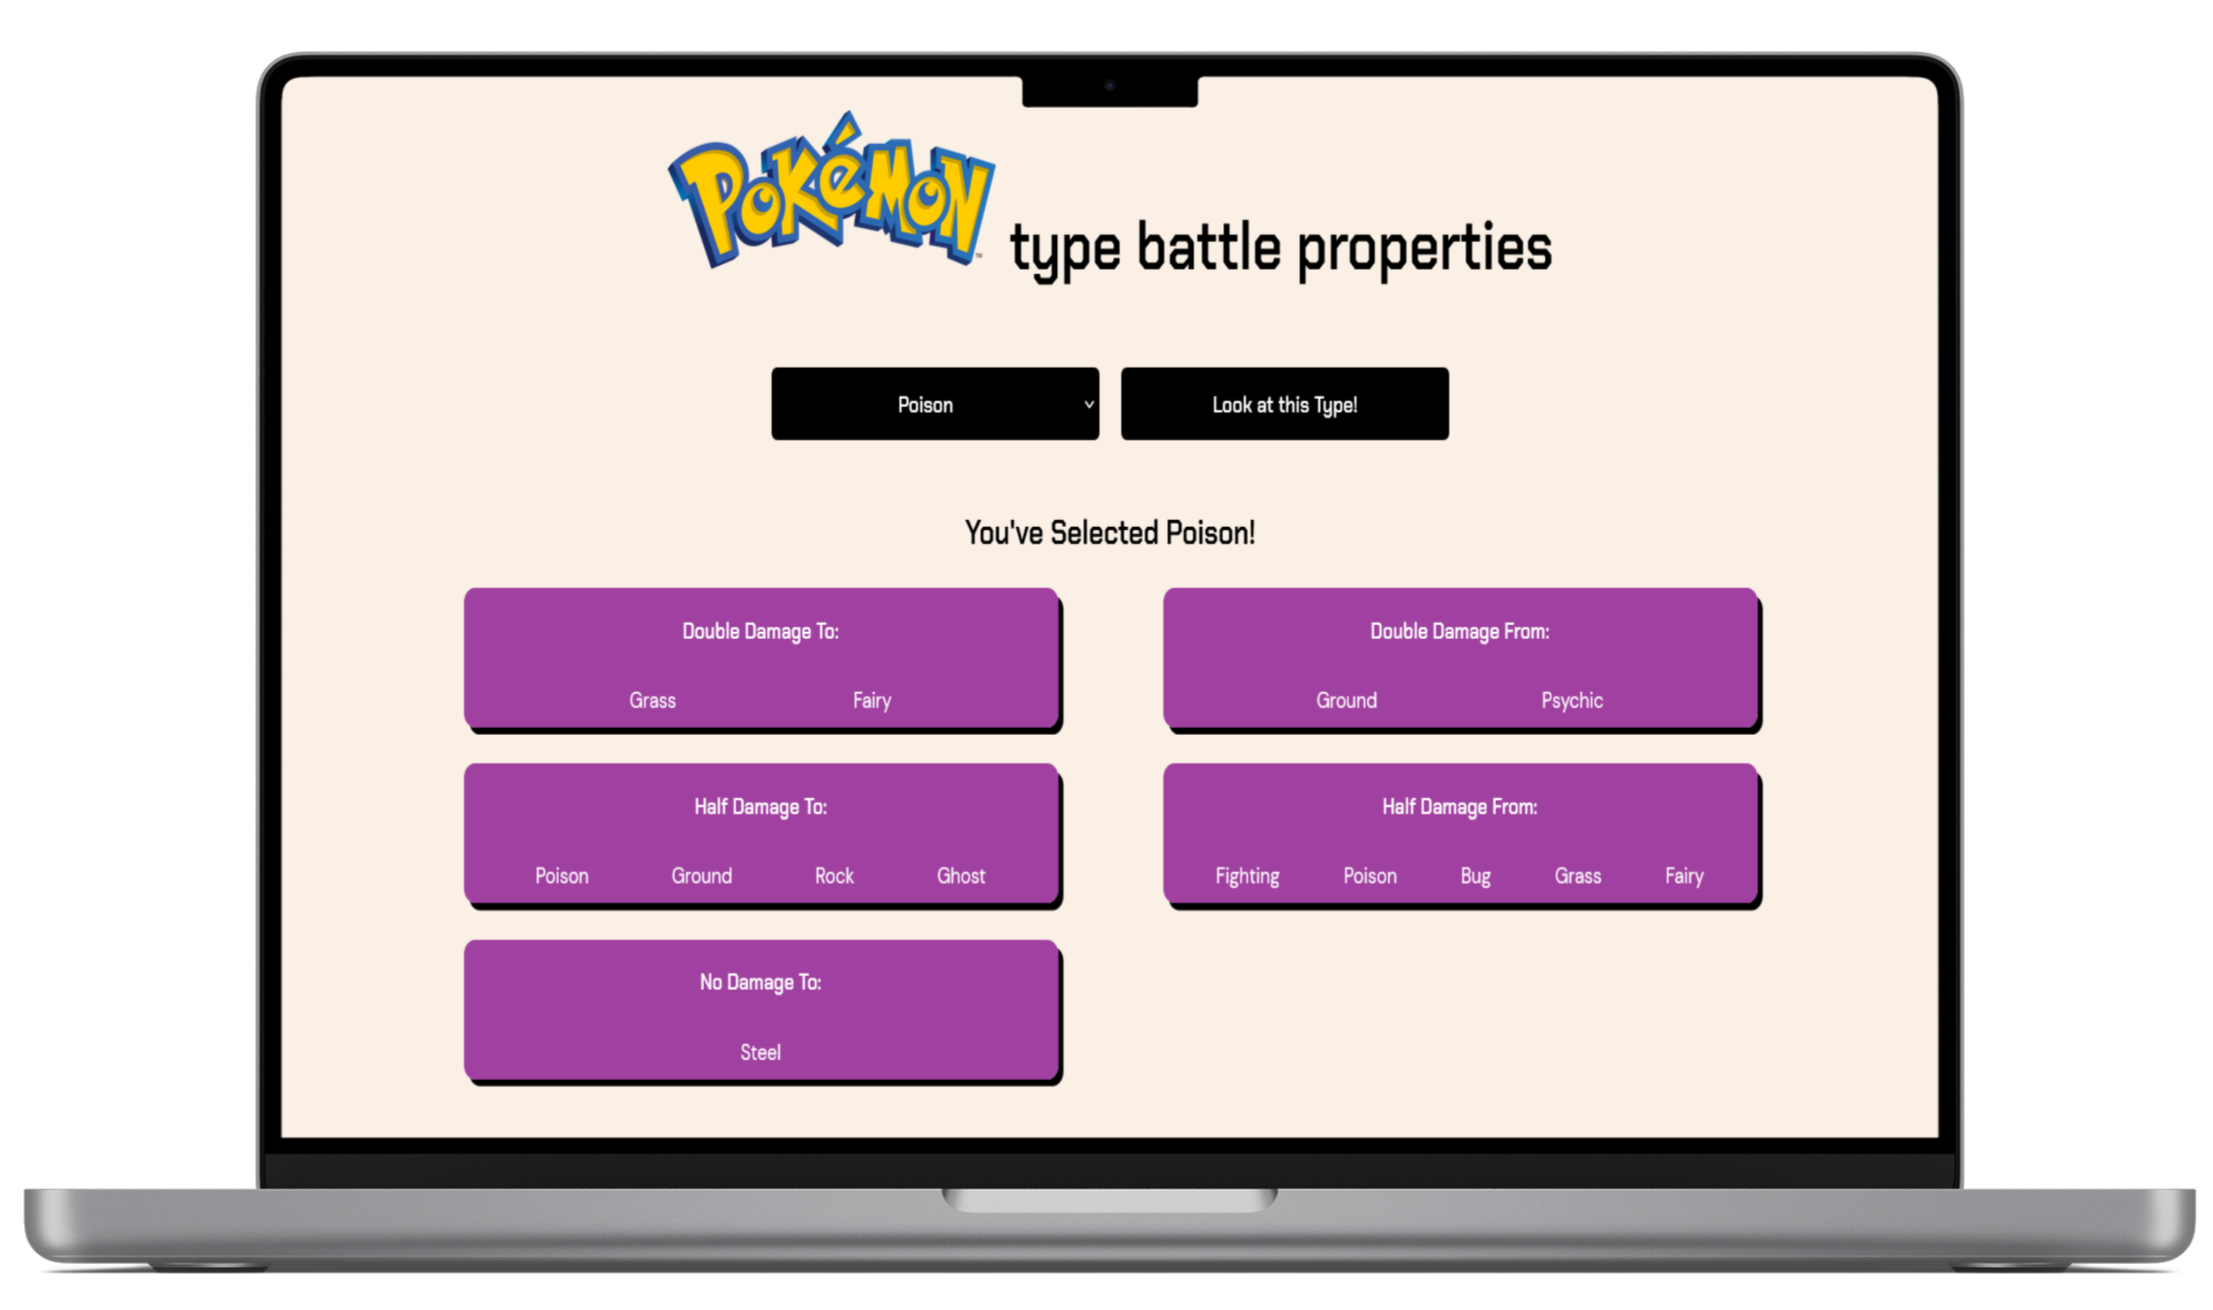 Pokémon type battle properties
TM
Poison
Look at this Type!
You've Selected Poison!
Double Damage To:
Grass Fairy
Double Damage From:
Ground Psychic
Half Damage To:
Poison Ground Rock Ghost
Half Damage From:
Fighting Poison Bug Grass Fairy
No Damage To:
Steel